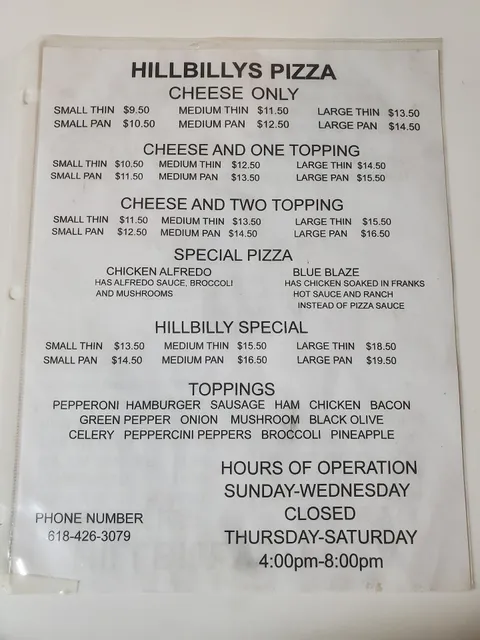 HILLBILLYS PIZZA
CHEESE ONLY
SMALL THIN $9.50 MEDIUM THIN $11.50 LARGE THIN $13.50
SMALL PAN $10.50 MEDIUM PAN $12.50 LARGE PAN $14.50
CHEESE AND ONE TOPPING
SMALL THIN $10.50 MEDIUM THIN $12.50 LARGE THIN $14.50
SMALL PAN $11.50 MEDIUM PAN $13.50 LARGE PAN $15.50
CHEESE AND TWO TOPPING
SMALL THIN $11.50 MEDIUM THIN $13.50 LARGE THIN $15.50
SMALL PAN $12.50 MEDIUM PAN $14.50 LARGE PAN $16.50
SPECIAL PIZZA
CHICKEN ALFREDO
HAS ALFREDO SAUCE, BROCCOLI
AND MUSHROOMS
BLUE BLAZE
HAS CHICKEN SOAKED IN FRANKS
HOT SAUCE AND RANCH
INSTEAD OF PIZZA SAUCE
HILLBILLY SPECIAL
SMALL THIN $13.50 MEDIUM THIN $15.50 LARGE THIN $18.50
SMALL PAN $14.50 MEDIUM PAN $16.50 LARGE PAN $19.50
TOPPINGS
PEPPERONI HAMBURGER SAUSAGE HAM CHICKEN BACON
GREEN PEPPER ONION MUSHROOM BLACK OLIVE
CELERY PEPPERCINI PEPPERS BROCCOLI PINEAPPLE
HOURS OF OPERATION
SUNDAY-WEDNESDAY
CLOSED
THURSDAY-SATURDAY
4:00pm-8:00pm
PHONE NUMBER
618-426-3079